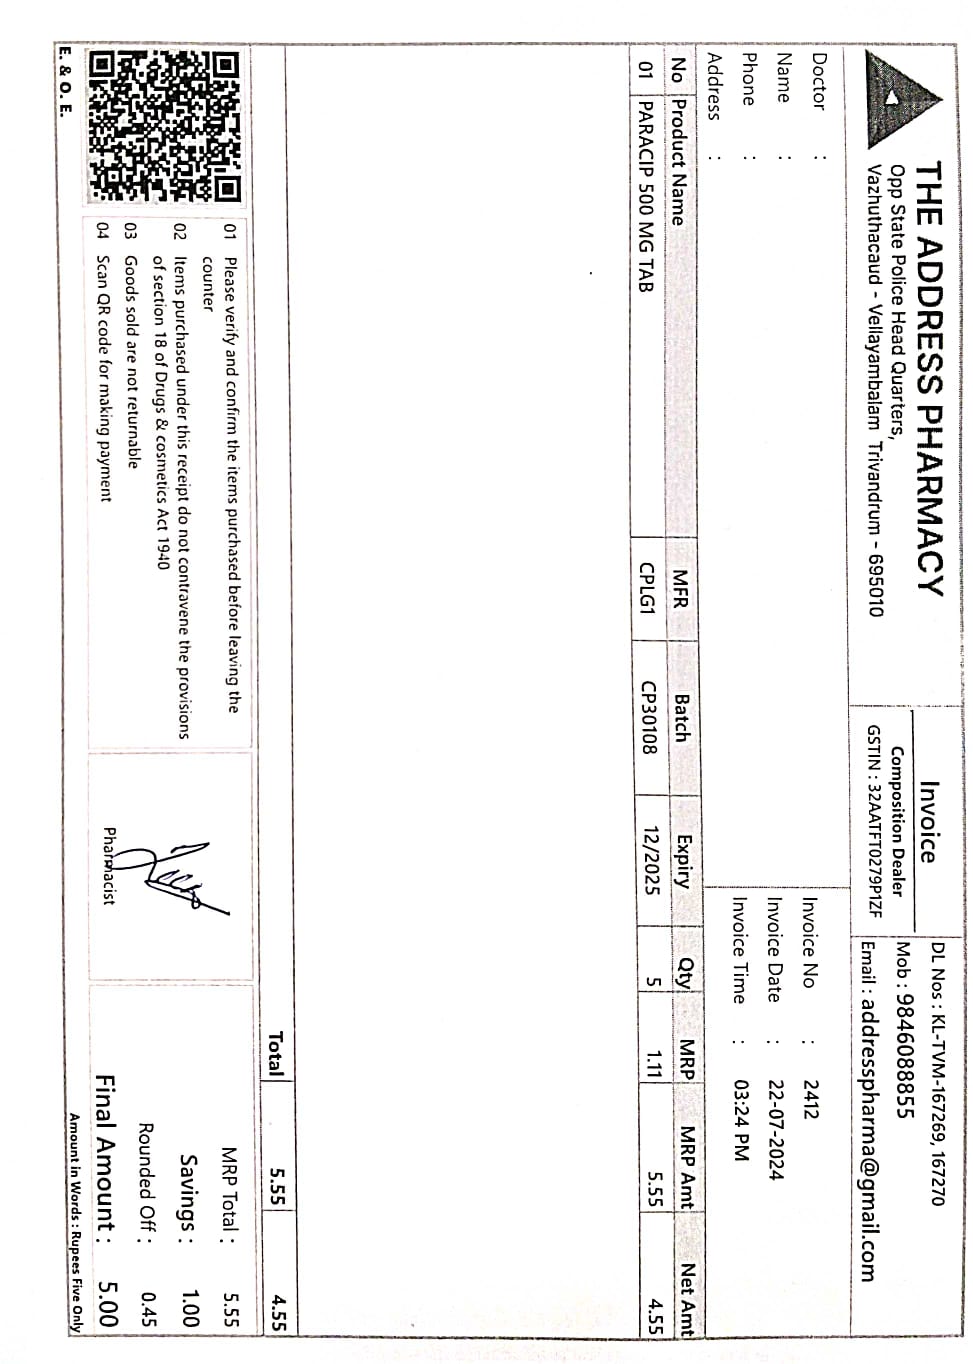 THE ADDRESS PHARMACY
Opp State Police Head Quarters,
Vazhuthacaud - Vellayambalam Trivandrum - 695010
Invoice
Composition Dealer
GSTIN : 32AATFT0279P1ZF
DL Nos : KL-TVM-167269, 167270
Mob : 9846088855
Email : addresspharma@gmail.com
Doctor :
Name :
Phone :
Address :
Invoice No : 2412
Invoice Date : 22-07-2024
Invoice Time : 03:24 PM
No Product Name MFR Batch Expiry Qty MRP MRP Amt Net Amt
01 PARACIP 500 MG TAB CPLG1 CP30108 12/2025 5 1.11 5.55 4.55
Total 5.55 4.55
01 Please verify and confirm the items purchased before leaving the
counter
02 Items purchased under this receipt do not contravene the provisions
of section 18 of Drugs & cosmetics Act 1940
03 Goods sold are not returnable
04 Scan QR code for making payment
Pharmacist
MRP Total : 5.55
Savings : 1.00
Rounded Off : 0.45
Final Amount : 5.00
Amount in Words : Rupees Five Only
E. & O. E.